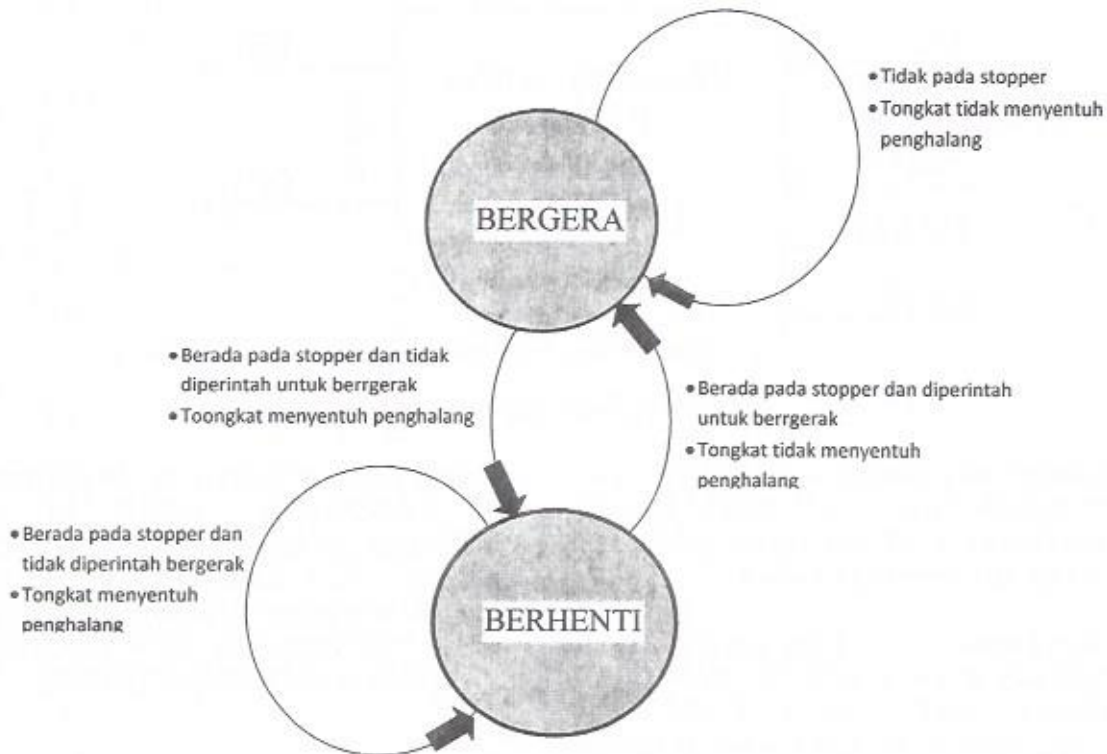 • Tidak pada stopper
• Tongkat tidak menyentuh
penghalang
BERGERA
• Berada pada stopper dan tidak
diperintah untuk berrgerak
• Toongkat menyentuh penghalang
• Berada pada stopper dan diperintah
untuk berrgerak
• Tongkat tidak menyentuh
penghalang
• Berada pada stopper dan
tidak diperintah bergerak
• Tongkat menyentuh
penghalang
BERHENTI